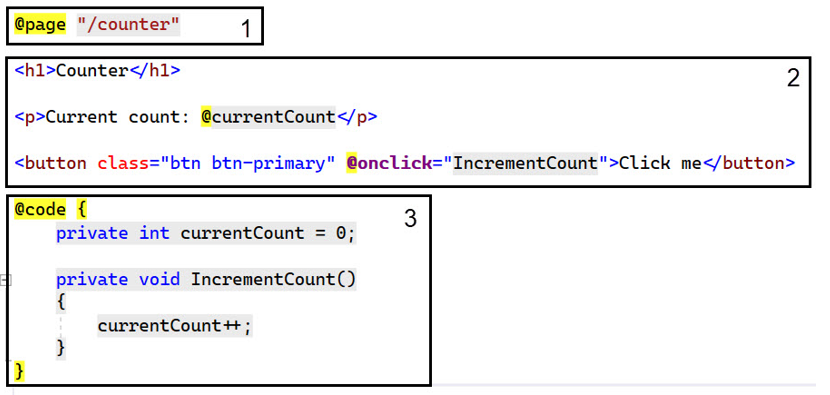 @page "/counter" 1
<h1>Counter</h1> 2
<p>Current count: @currentCount</p>
<button class="btn btn-primary" @onclick="IncrementCount">Click me</button>
@code { 3
    private int currentCount = 0;
    private void IncrementCount()
    {
        currentCount++;
    }
}